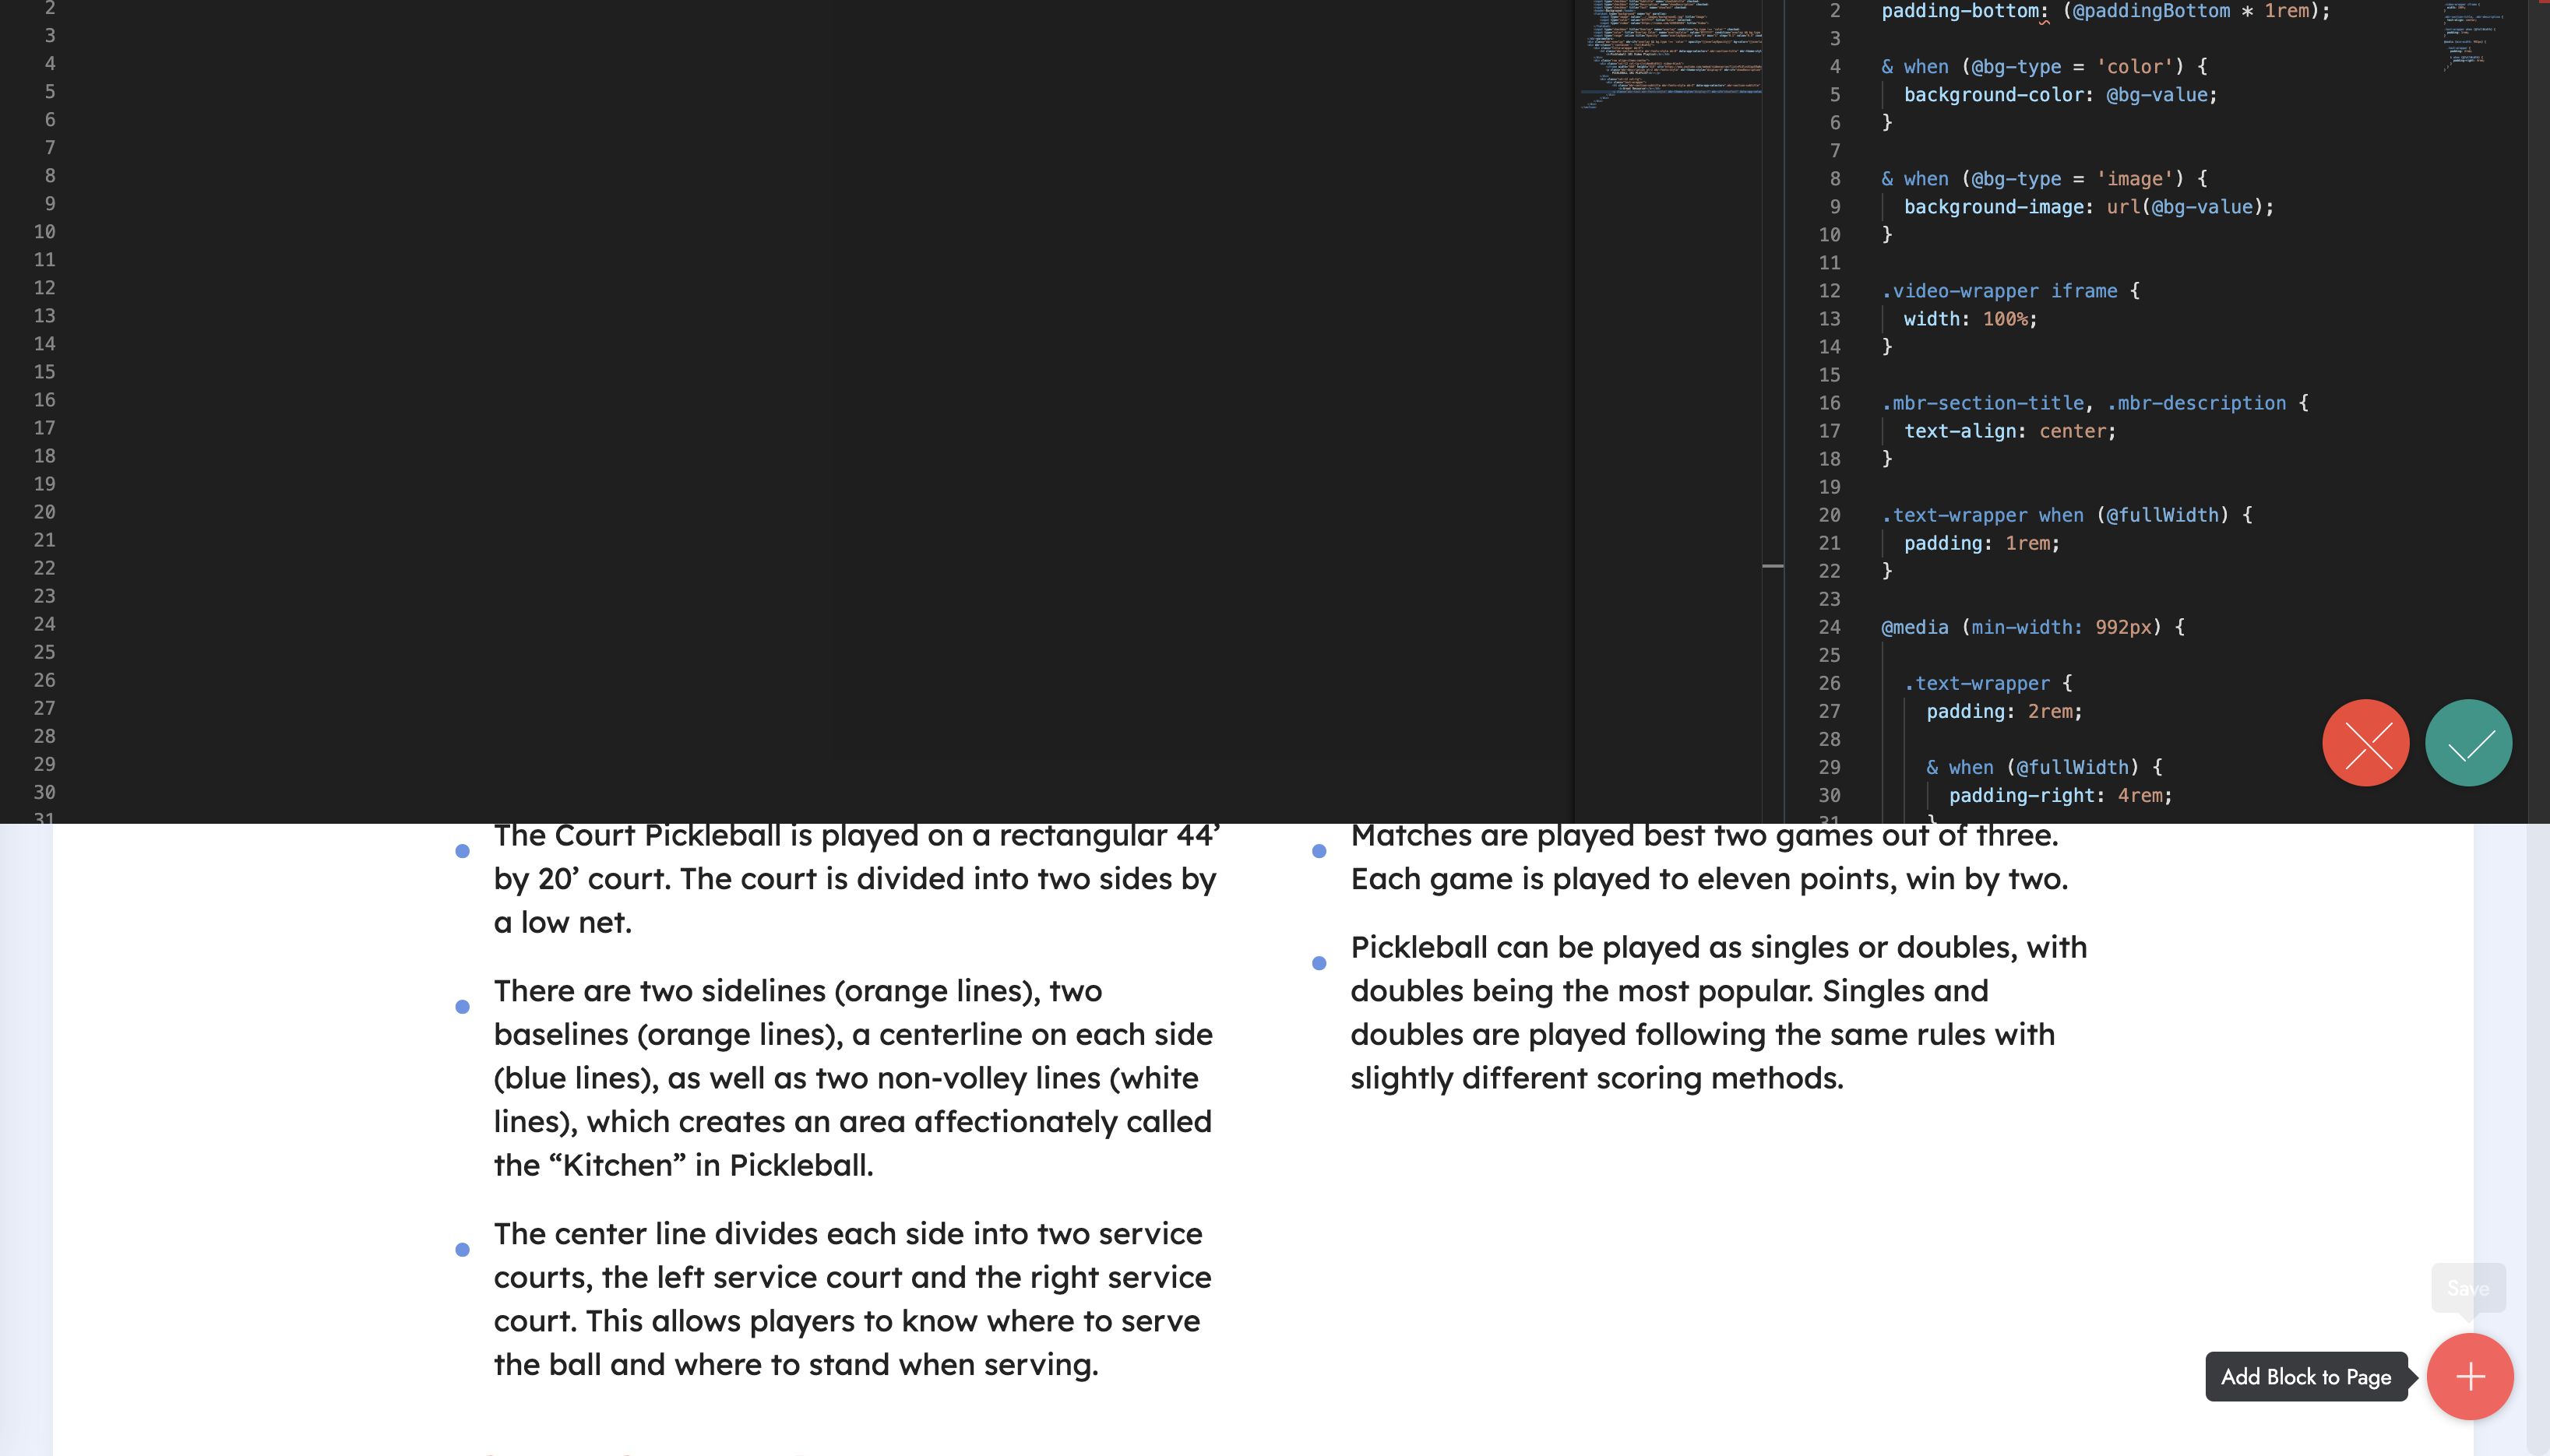 2
3
4
5
6
7
8
9
10
11
12
13
14
15
16
17
18
19
20
21
22
23
24
25
26
27
28
29
30
31
2 padding-bottom: (@paddingBottom * 1rem);
3
4 & when (@bg-type = 'color') {
5 background-color: @bg-value;
6 }
7
8 & when (@bg-type = 'image') {
9 background-image: url(@bg-value);
10 }
11
12 .video-wrapper iframe {
13 width: 100%;
14 }
15
16 .mbr-section-title, .mbr-description {
17 text-align: center;
18 }
19
20 .text-wrapper when (@fullWidth) {
21 padding: 1rem;
22 }
23
24 @media (min-width: 992px) {
25
26 .text-wrapper {
27 padding: 2rem;
28
29 & when (@fullWidth) {
30 padding-right: 4rem;
31 }
The Court Pickleball is played on a rectangular 44’
by 20’ court. The court is divided into two sides by
a low net.
There are two sidelines (orange lines), two
baselines (orange lines), a centerline on each side
(blue lines), as well as two non-volley lines (white
lines), which creates an area affectionately called
the “Kitchen” in Pickleball.
The center line divides each side into two service
courts, the left service court and the right service
court. This allows players to know where to serve
the ball and where to stand when serving.
Matches are played best two games out of three.
Each game is played to eleven points, win by two.
Pickleball can be played as singles or doubles, with
doubles being the most popular. Singles and
doubles are played following the same rules with
slightly different scoring methods.
Save
Add Block to Page